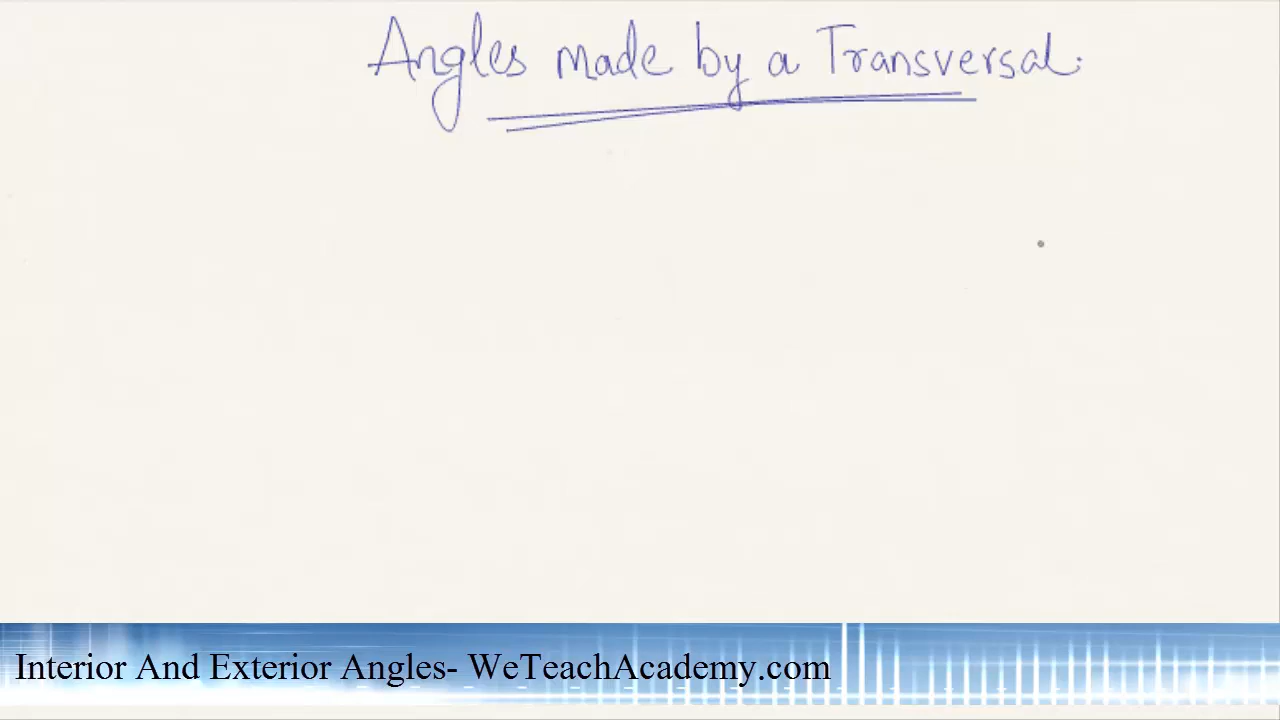 Angles made by a Transversal.
Interior And Exterior Angles- WeTeachAcademy.com